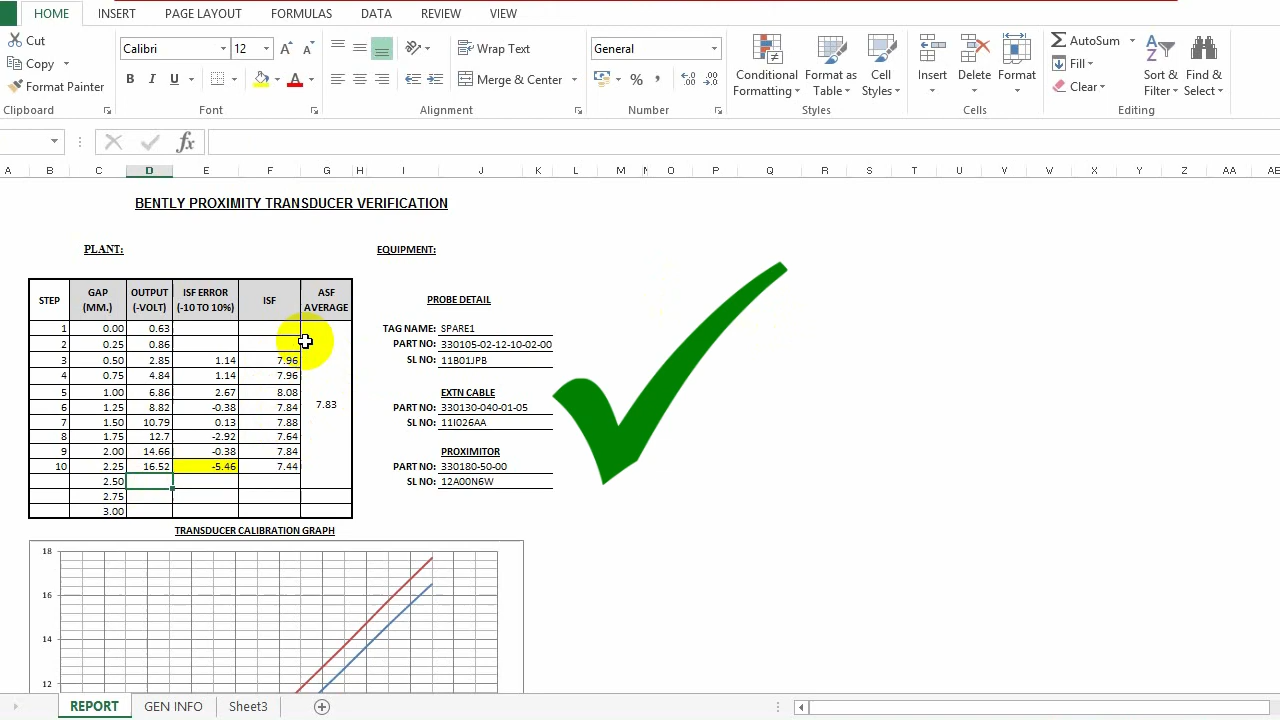 HOME INSERT PAGE LAYOUT FORMULAS DATA REVIEW VIEW
Cut
Copy
Format Painter
Clipboard
Calibri 12
B I U
Font
Wrap Text
Merge & Center
Alignment
General
Number
Conditional Formatting
Format as Table
Cell Styles
Styles
Insert Delete Format
Cells
AutoSum
Fill
Clear
Sort & Filter
Find & Select
Editing
fx
A B C D E F G H I J K L M N O P Q R S T U V W X Y Z AA AB
BENTLY PROXIMITY TRANSDUCER VERIFICATION
PLANT: EQUIPMENT:
STEP GAP (MM.) OUTPUT (-VOLT) ISF ERROR (-10 TO 10%) ISF ASF AVERAGE
1 0.00 0.63
2 0.25 0.86
3 0.50 2.85 1.14 7.96
4 0.75 4.84 1.14 7.96
5 1.00 6.86 2.67 8.08
6 1.25 8.82 -0.38 7.84
7.83
7 1.50 10.79 0.13 7.88
8 1.75 12.7 -2.92 7.64
9 2.00 14.66 -0.38 7.84
10 2.25 16.52 -5.46 7.44
2.50
2.75
3.00
PROBE DETAIL
TAG NAME: SPARE1
PART NO: 330105-02-12-10-02-00
SL NO: 11B01JPB
EXTN CABLE
PART NO: 330130-040-01-05
SL NO: 11I026AA
PROXIMITOR
PART NO: 330180-50-00
SL NO: 12A00N6W
TRANSDUCER CALIBRATION GRAPH
18
16
14
12
REPORT GEN INFO Sheet3